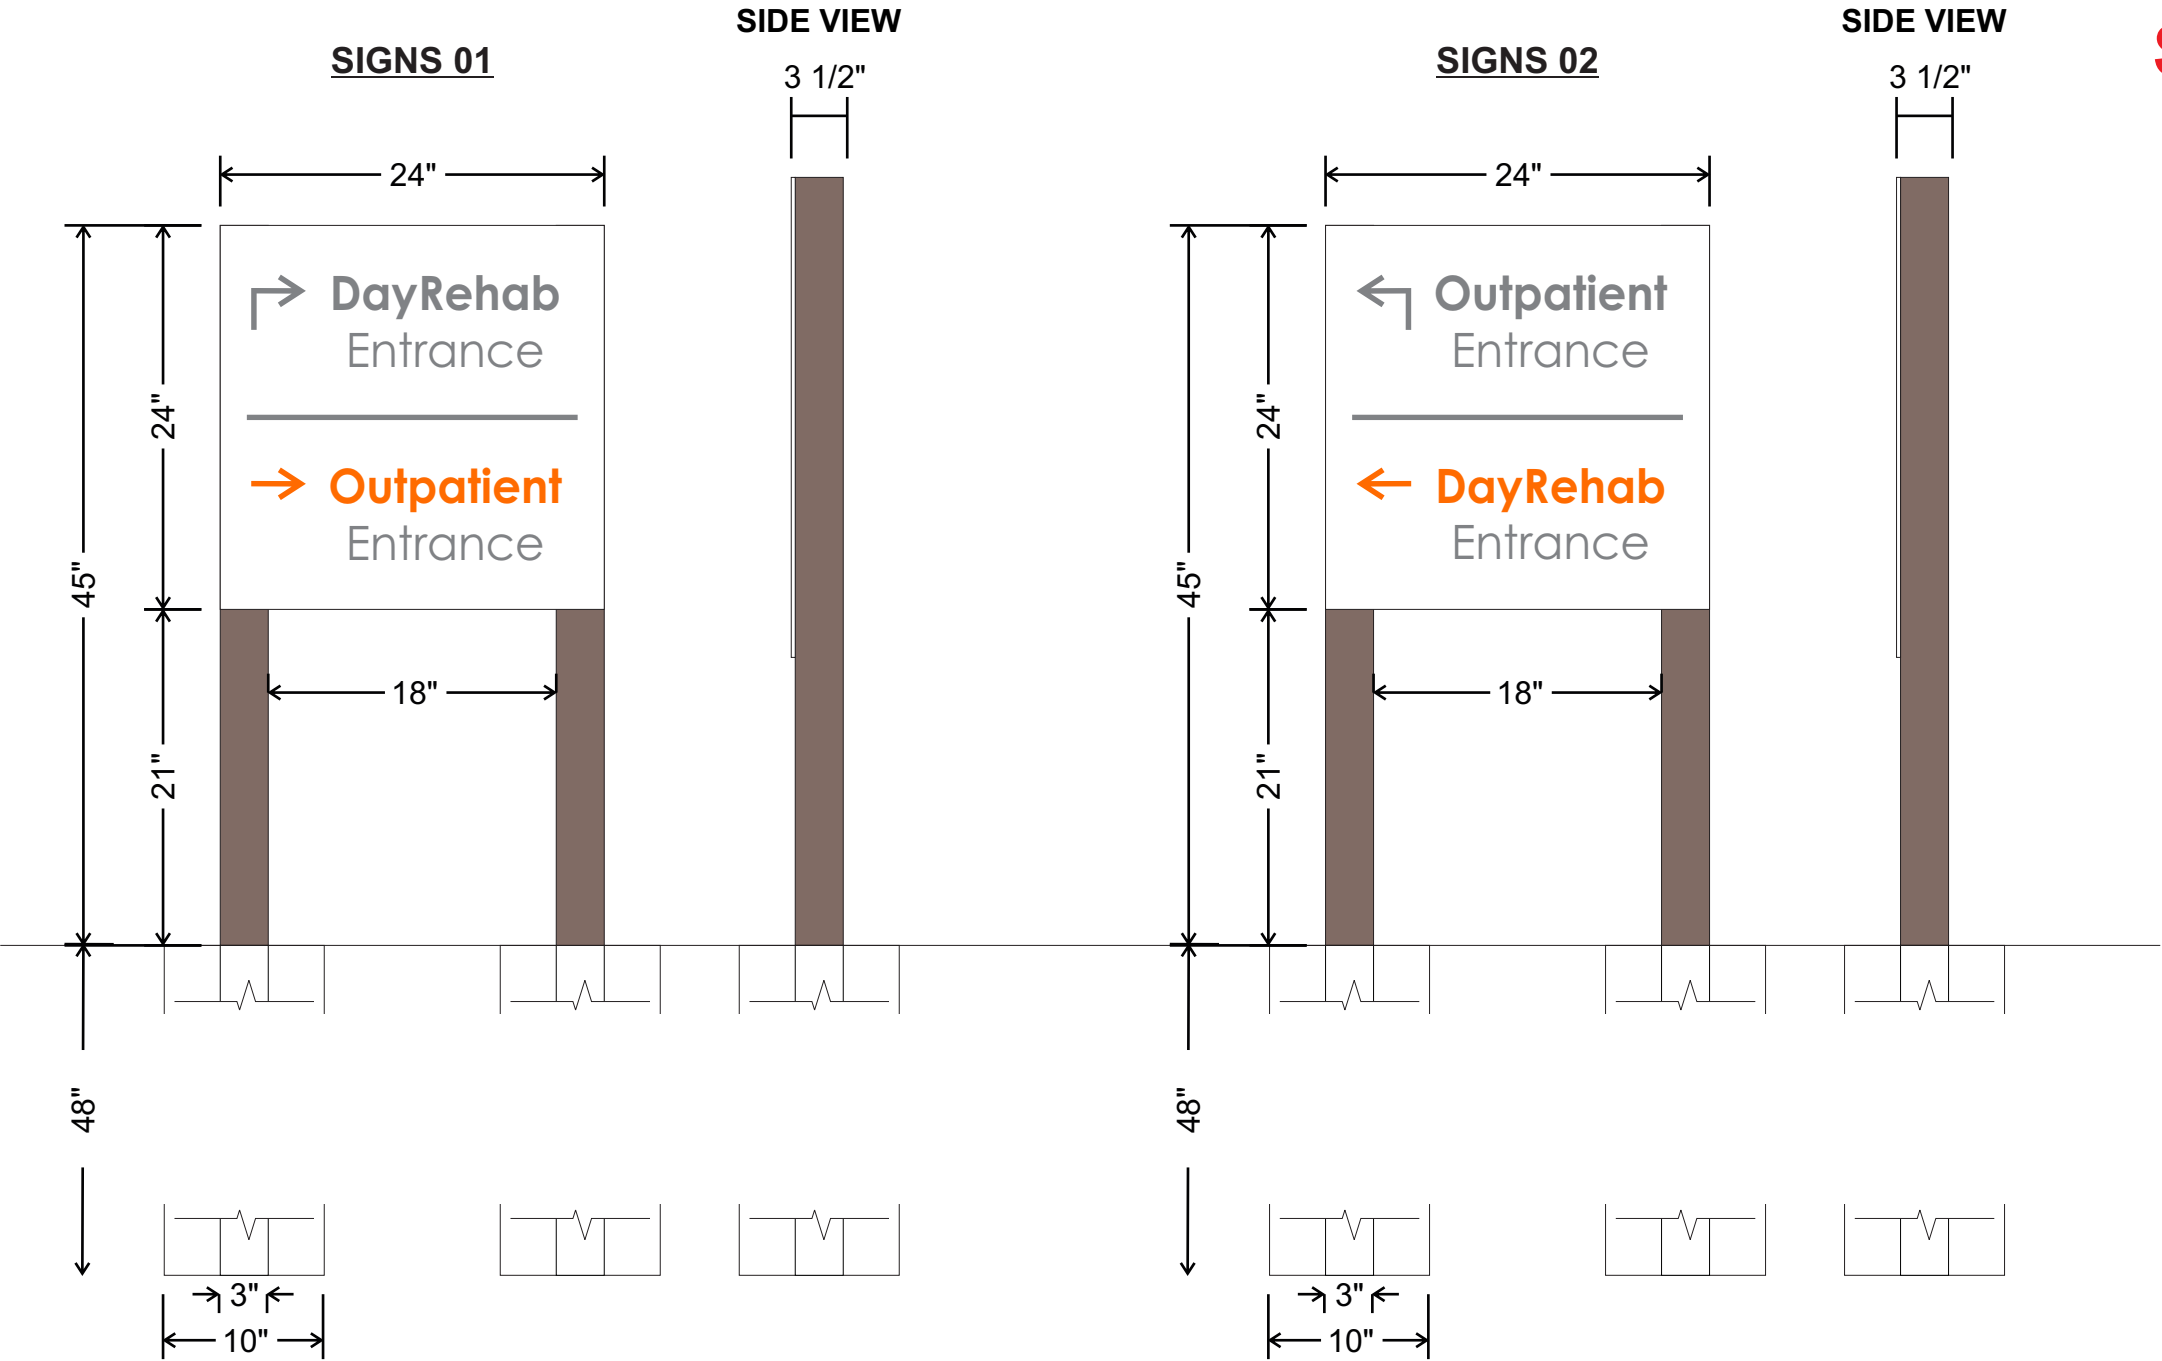 SIDE VIEW
SIGNS 01
3 1/2"
24"
DayRehab
Entrance
Outpatient
Entrance
24"
45"
18"
21"
48"
3"
10"
SIDE VIEW
SIGNS 02
3 1/2"
24"
Outpatient
Entrance
DayRehab
Entrance
24"
45"
18"
21"
48"
3"
10"